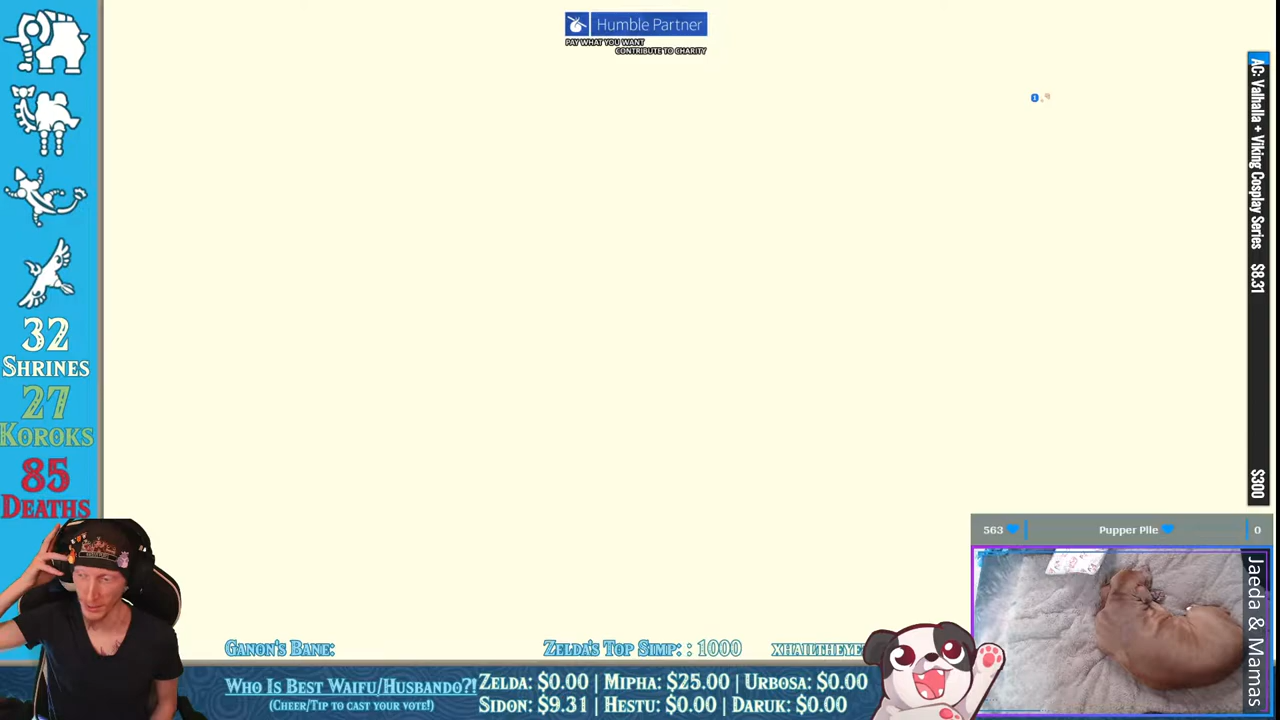 Humble Partner
PAY WHAT YOU WANT
CONTRIBUTE TO CHARITY
AC: Valhalla + Viking Cosplay Series $8.31
$300
32
SHRINES
27
KOROKS
85
DEATHS
563
Pupper Pile
0
Jaeda & Mamas
GANON'S BANE:
ZELDA'S TOP SIMP: : 1000
XHAILTHEYE
WHO IS BEST WAIFU/HUSBANDO?!
(CHEER/TIP TO CAST YOUR VOTE!)
ZELDA: $0.00 | MIPHA: $25.00 | URBOSA: $0.00
SIDON: $9.31 | HESTU: $0.00 | DARUK: $0.00